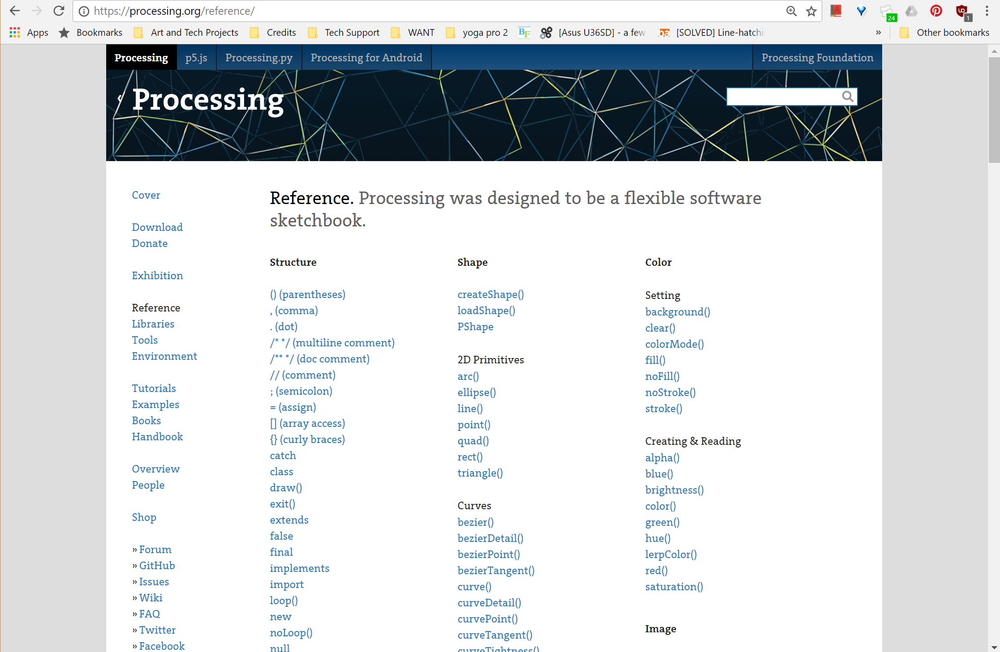 https://processing.org/reference/
24
1
Apps
Bookmarks
Art and Tech Projects
Credits
Tech Support
WANT
yoga pro 2
BF
[Asus U36SD] - a few
[SOLVED] Line-hatchi
»
Other bookmarks
Processing
p5.js
Processing.py
Processing for Android
Processing Foundation
Processing
Cover
Download
Donate
Exhibition
Reference
Libraries
Tools
Environment
Tutorials
Examples
Books
Handbook
Overview
People
Shop
» Forum
» GitHub
» Issues
» Wiki
» FAQ
» Twitter
» Facebook
Reference. Processing was designed to be a flexible software
sketchbook.
Structure
() (parentheses)
, (comma)
. (dot)
/* */ (multiline comment)
/** */ (doc comment)
// (comment)
; (semicolon)
= (assign)
[] (array access)
{} (curly braces)
catch
class
draw()
exit()
extends
false
final
implements
import
loop()
new
noLoop()
null
Shape
createShape()
loadShape()
PShape
2D Primitives
arc()
ellipse()
line()
point()
quad()
rect()
triangle()
Curves
bezier()
bezierDetail()
bezierPoint()
bezierTangent()
curve()
curveDetail()
curvePoint()
curveTangent()
curveTightness()
Color
Setting
background()
clear()
colorMode()
fill()
noFill()
noStroke()
stroke()
Creating & Reading
alpha()
blue()
brightness()
color()
green()
hue()
lerpColor()
red()
saturation()
Image